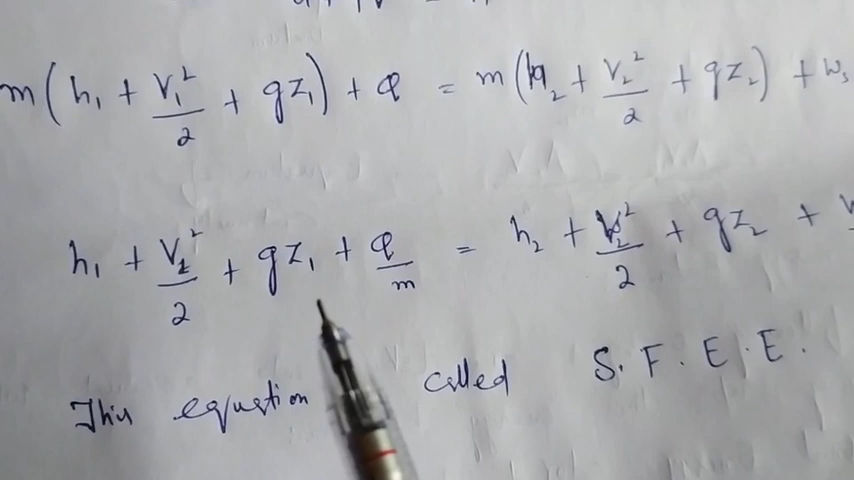 m(h₁ + V₁²/2 + gZ₁) + Q = m(h₂ + V₂²/2 + gZ₂) + Ws
h₁ + V₂²/2 + gZ₁ + Q/m = h₂ + V₂²/2 + gZ₂ +
This equation called S.F.E.E.